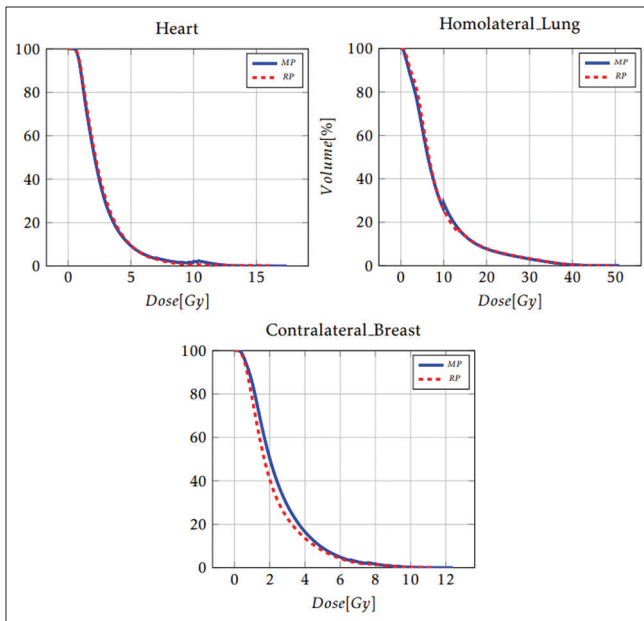 Heart
Homolateral_Lung
100
80
60
40
20
0
MP
RP
0
5
10
15
Dose[Gy]
Volume[%]
100
80
60
40
20
0
MP
RP
0
10
20
30
40
50
Dose[Gy]
Contralateral_Breast
100
80
60
40
20
0
MP
RP
0
2
4
6
8
10
12
Dose[Gy]